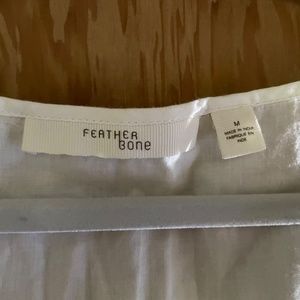 FEATHER
Bone
M
MADE IN INDIA
FABRIQUE EN
INDE